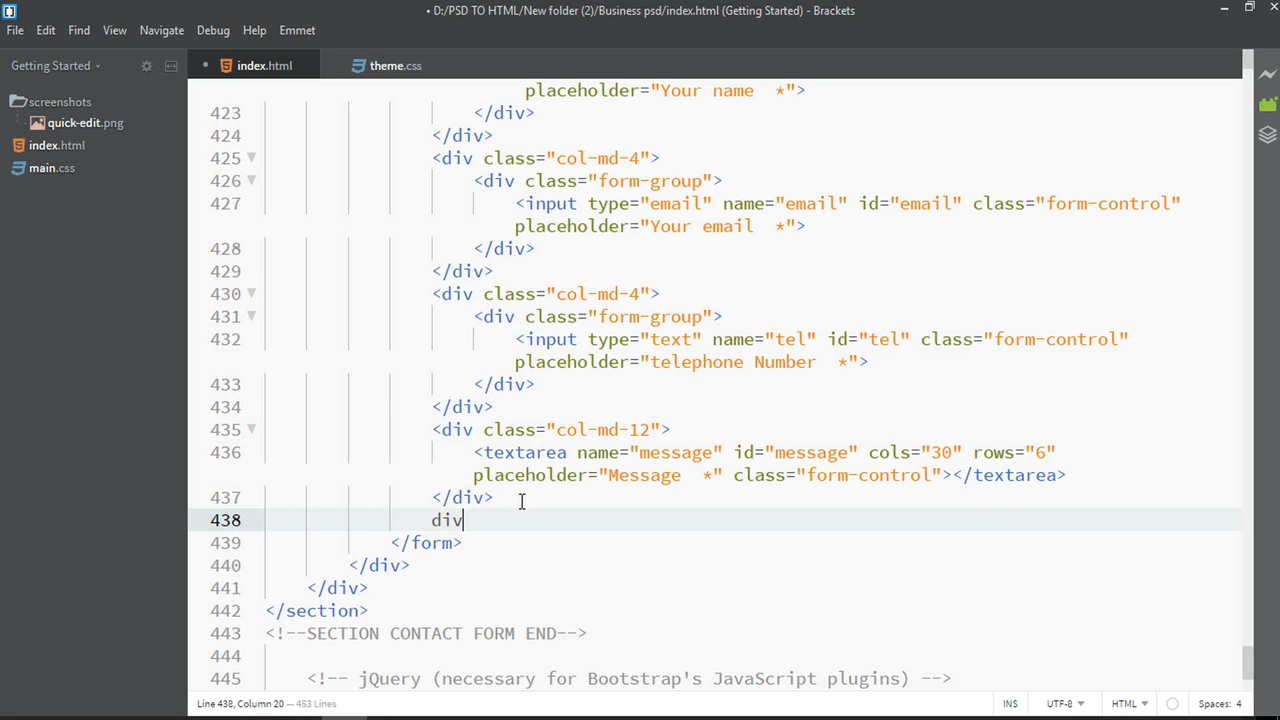 • D:/PSD TO HTML/New folder (2)/Business psd/index.html (Getting Started) - Brackets
File Edit Find View Navigate Debug Help Emmet
Getting Started
• index.html theme.css
screenshots
quick-edit.png
index.html
main.css
placeholder="Your name  *">
423 </div>
424 </div>
425 <div class="col-md-4">
426 <div class="form-group">
427 <input type="email" name="email" id="email" class="form-control"
placeholder="Your email  *">
428 </div>
429 </div>
430 <div class="col-md-4">
431 <div class="form-group">
432 <input type="text" name="tel" id="tel" class="form-control"
placeholder="telephone Number  *">
433 </div>
434 </div>
435 <div class="col-md-12">
436 <textarea name="message" id="message" cols="30" rows="6"
placeholder="Message  *" class="form-control"></textarea>
437 </div>
438 div
439 </form>
440 </div>
441 </div>
442 </section>
443 <!--SECTION CONTACT FORM END-->
444
445 <!-- jQuery (necessary for Bootstrap's JavaScript plugins) -->
Line 438, Column 20 — 453 Lines INS UTF-8 HTML Spaces: 4